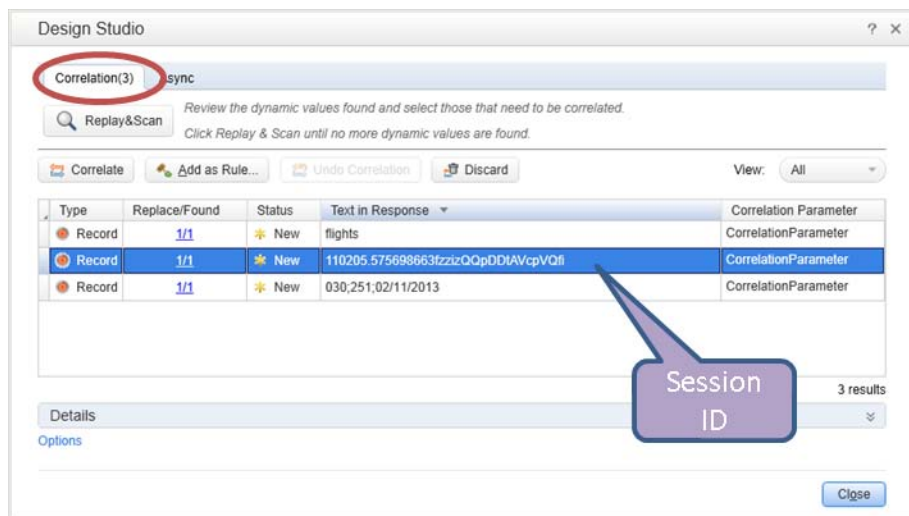 Design Studio
Correlation(3)
Async
Replay&Scan
Review the dynamic values found and select those that need to be correlated.
Click Replay & Scan until no more dynamic values are found.
Correlate Add as Rule... Undo Correlation Discard View: All
Type Replace/Found Status Text in Response Correlation Parameter
Record 1/1 New flights CorrelationParameter
Record 1/1 New 110205.575698663fzzizQQpDDtAVcpVQfi CorrelationParameter
Record 1/1 New 030;251;02/11/2013 CorrelationParameter
Session
ID
3 results
Details
Options
Close